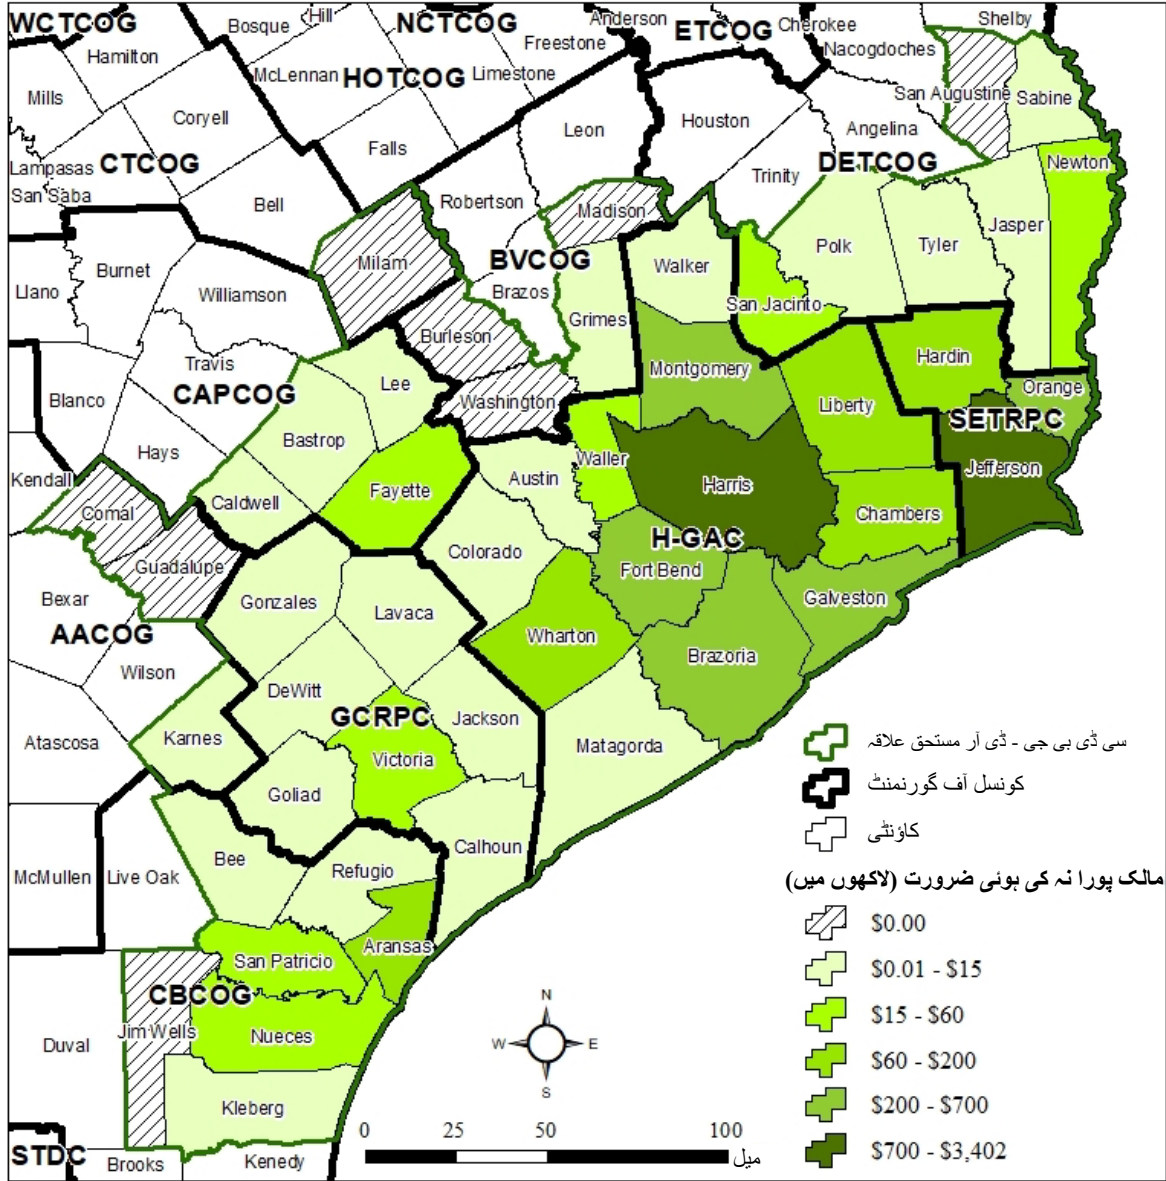 WCTCOG
Hamilton
Bosque
Hill
NCTCOG
Anderson
Freestone
ETCOG
Cherokee
Nacogdoches
Shelby
McLennan
HOTCOG
Limestone
Mills
Coryell
Falls
Leon
Houston
Angelina
San Augustine
Sabine
Lampasas
CTCOG
San Saba
Bell
Robertson
Trinity
DETCOG
Newton
Madison
Milam
BVCOG
Brazos
Walker
Polk
Tyler
Jasper
Burnet
Llano
Williamson
Burleson
Grimes
San Jacinto
Travis
CAPCOG
Lee
Montgomery
Hardin
Orange
Blanco
Bastrop
Washington
Liberty
SETRPC
Hays
Kendall
Caldwell
Fayette
Austin
Waller
Harris
Jefferson
Comal
Colorado
H-GAC
Chambers
Guadalupe
Fort Bend
Galveston
Bexar
Gonzales
Lavaca
AACOG
Wharton
Brazoria
Wilson
DeWitt
GCRPC
Jackson
Atascosa
Karnes
Victoria
Matagorda
Goliad
Calhoun
Bee
Refugio
McMullen
Live Oak
Aransas
San Patricio
CBCOG
Jim Wells
Nueces
Duval
Kleberg
STDC
Brooks
Kenedy
N
W
E
S
0 25 50 100
میل
سی ڈی بی جی - ڈی آر مستحق علاقہ
کونسل آف گورنمنٹ
کاؤنٹی
مالک پورا نہ کی ہوئی ضرورت (لاکھوں میں)
$0.00
$0.01 - $15
$15 - $60
$60 - $200
$200 - $700
$700 - $3,402